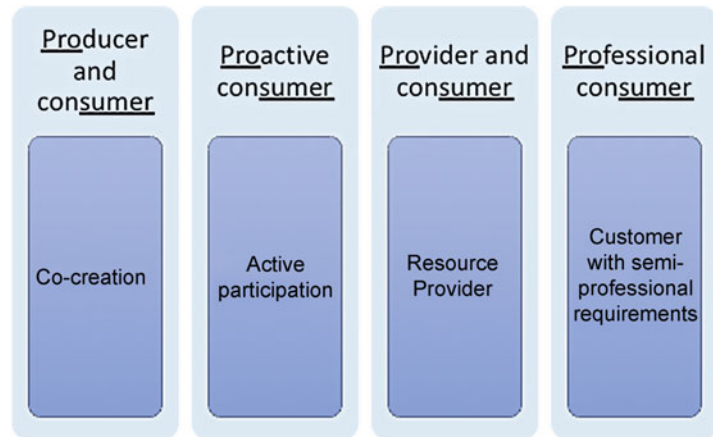 Producer
and
consumer
Co-creation
Proactive
consumer
Active
participation
Provider and
consumer
Resource
Provider
Professional
consumer
Customer
with semi-
professional
requirements